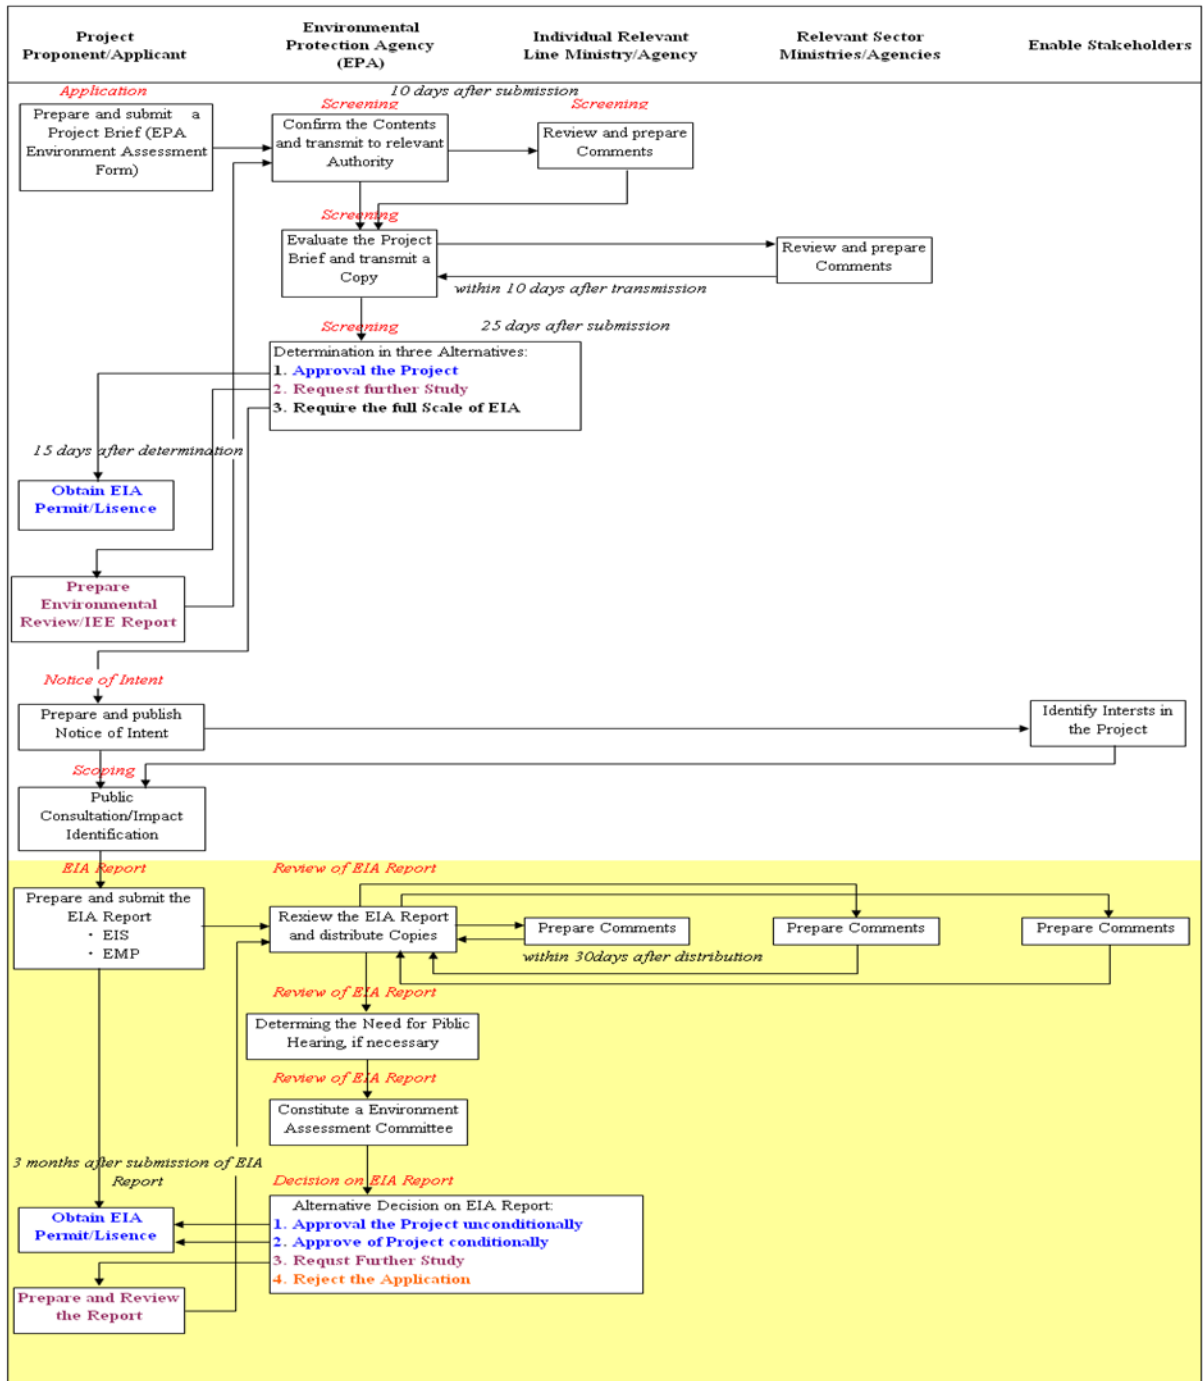 Project
Proponent/Applicant
Environmental
Protection Agency
(EPA)
Individual Relevant
Line Ministry/Agency
Relevant Sector
Ministries/Agencies
Enable Stakeholders
Application
10 days after submission
Screening
Screening
Prepare and submit a
Project Brief (EPA
Environment Assessment
Form)
Confirm the Contents
and transmit to relevant
Authority
Review and prepare
Comments
Screening
Evaluate the Project
Brief and transmit a
Copy
Review and prepare
Comments
within 10 days after transmission
Screening
25 days after submission
Determination in three Alternatives:
1. Approval the Project
2. Request further Study
3. Require the full Scale of EIA
15 days after determination
Obtain EIA
Permit/Lisence
Prepare
Environmental
Review/IEE Report
Notice of Intent
Prepare and publish
Notice of Intent
Identify Intersts in
the Project
Scoping
Public
Consultation/Impact
Identification
EIA Report
Review of EIA Report
Prepare and submit the
EIA Report
・ EIS
・ EMP
Rexiew the EIA Report
and distribute Copies
Prepare Comments
Prepare Comments
Prepare Comments
within 30days after distribution
Review of EIA Report
Determing the Need for Piblic
Hearing, if necessary
Review of EIA Report
Constitute a Environment
Assessment Committee
3 months after submission of EIA
Report
Decision on EIA Report
Obtain EIA
Permit/Lisence
Alternative Decision on EIA Report:
1. Approval the Project unconditionally
2. Approve of Project conditionally
3. Requst Further Study
4. Reject the Application
Prepare and Review
the Report